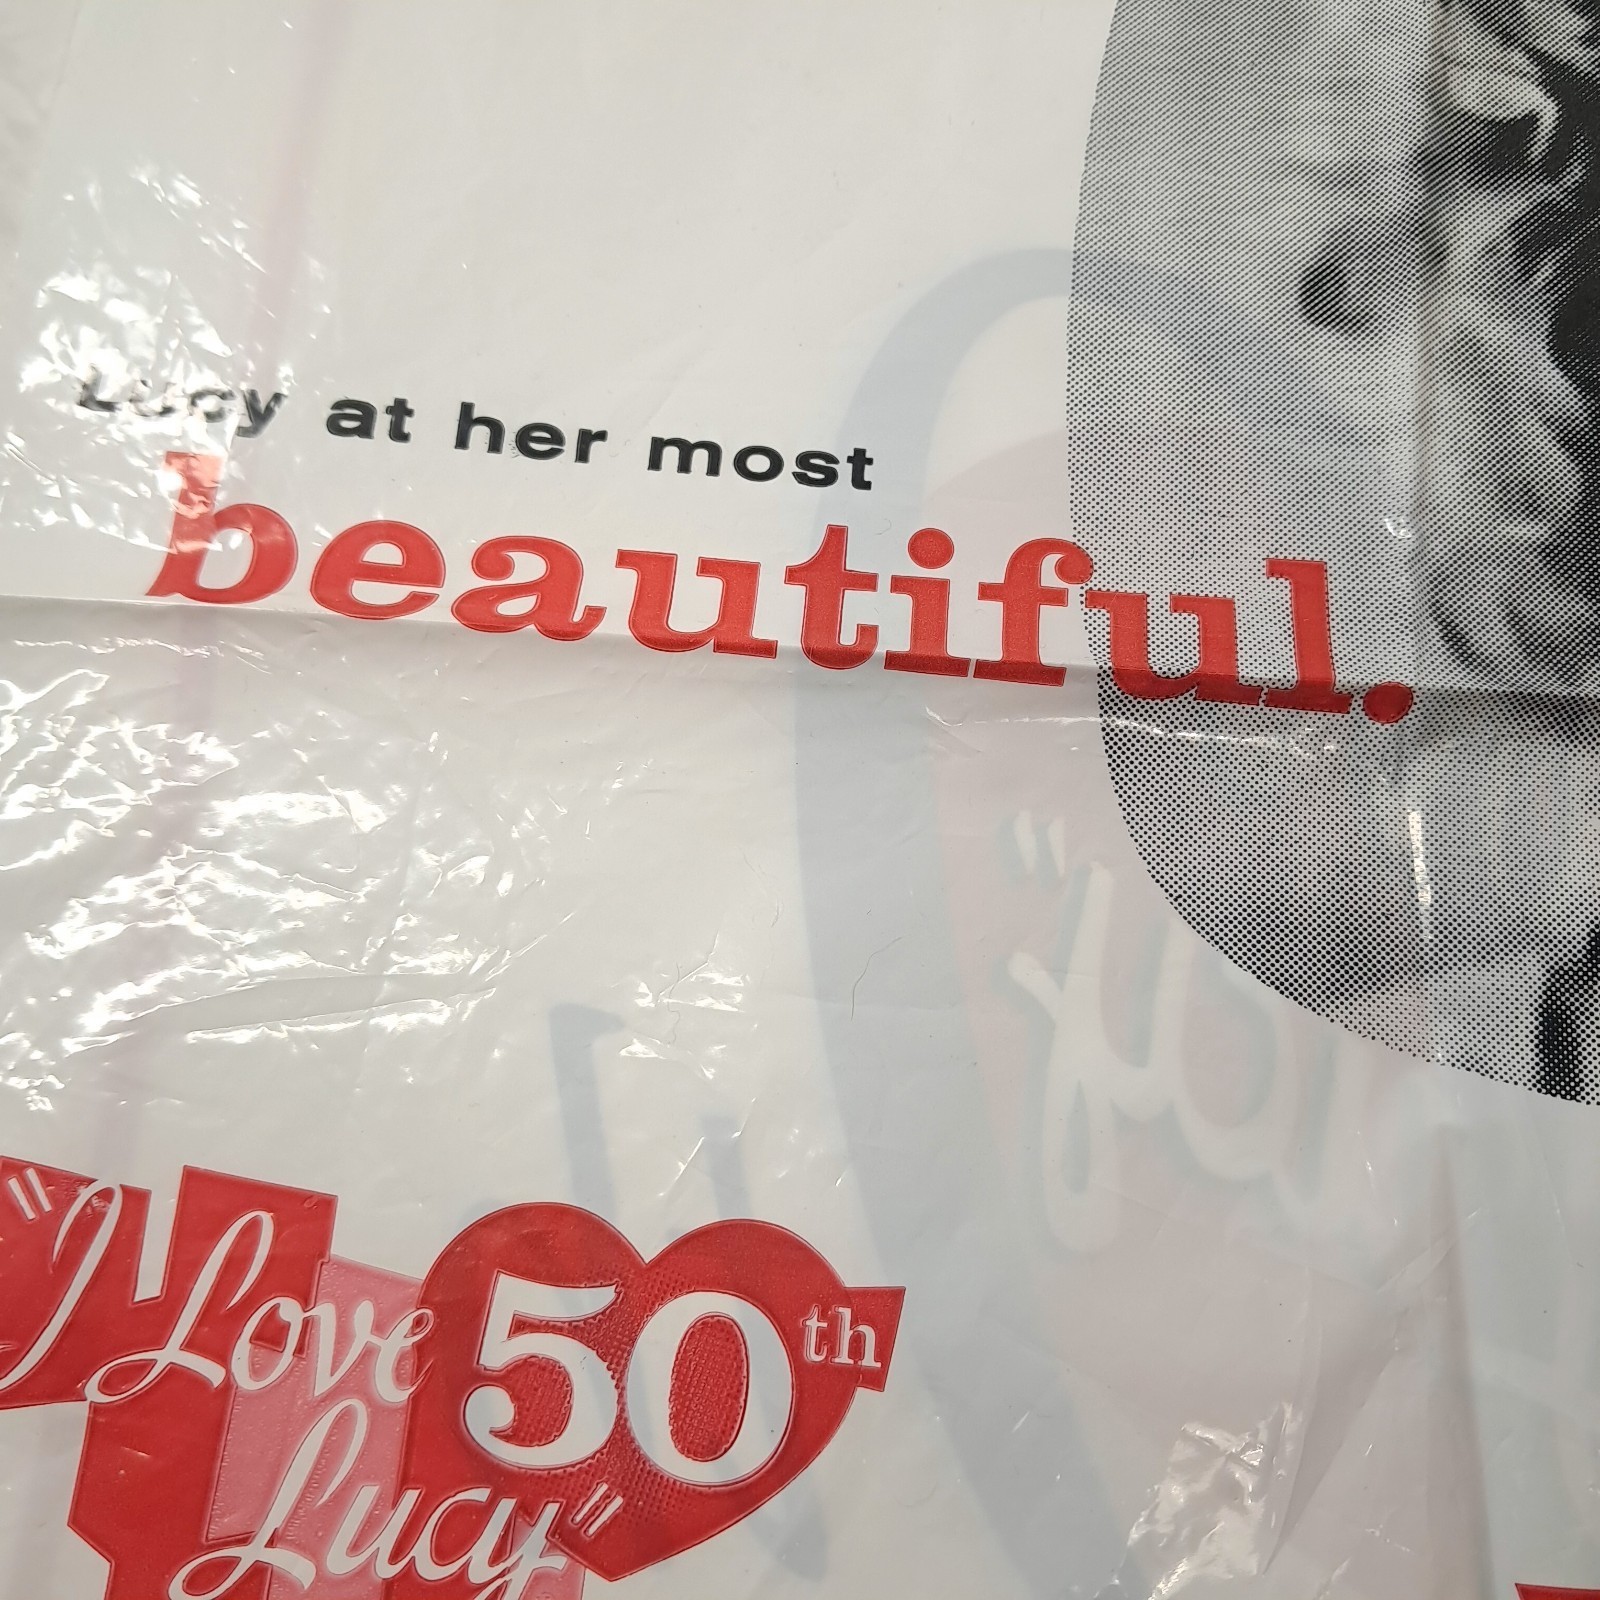 Lucy at her most
beautiful.
"I Love
Lucy"
50th